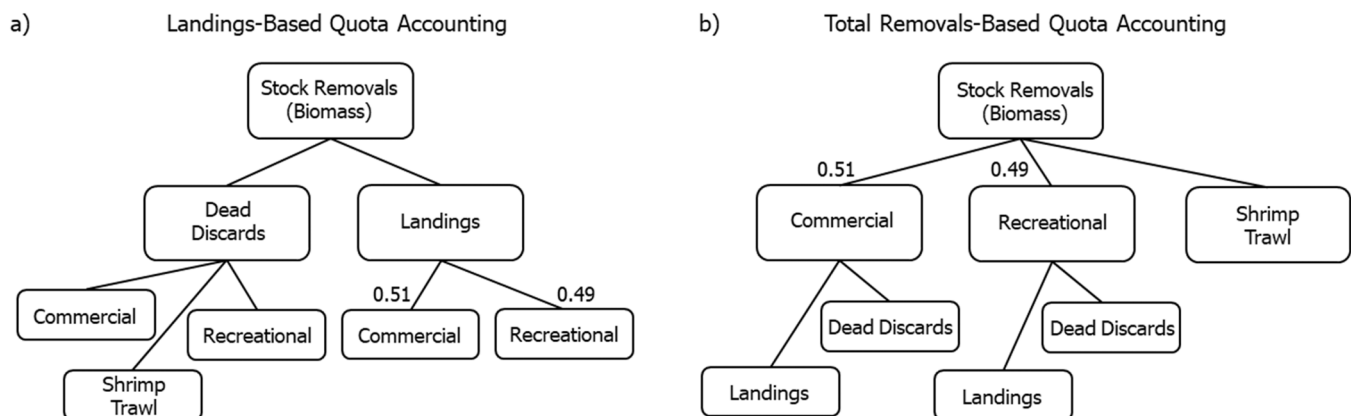 a) Landings-Based Quota Accounting
Stock Removals
(Biomass)
Dead
Discards
Landings
0.51
0.49
Commercial
Recreational
Commercial
Recreational
Shrimp
Trawl
b) Total Removals-Based Quota Accounting
Stock Removals
(Biomass)
0.51
0.49
Commercial
Recreational
Shrimp
Trawl
Dead Discards
Dead Discards
Landings
Landings